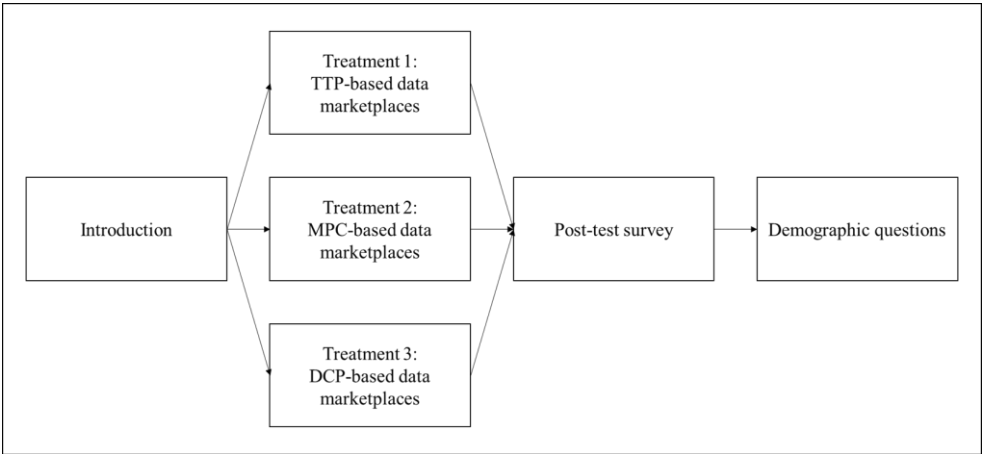 Introduction
Treatment 1:
TTP-based data
marketplaces
Treatment 2:
MPC-based data
marketplaces
Treatment 3:
DCP-based data
marketplaces
Post-test survey
Demographic questions